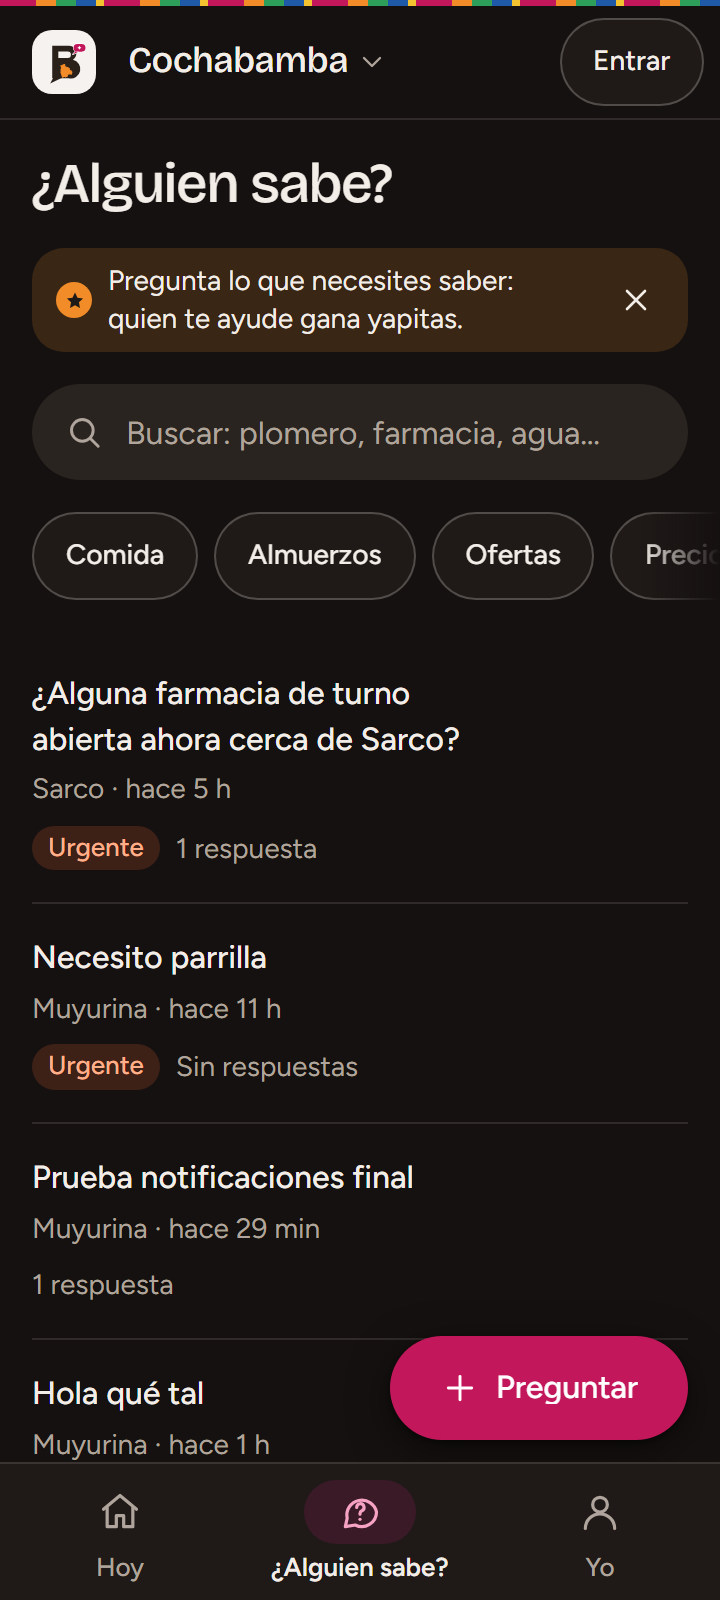 Cochabamba
Entrar
¿Alguien sabe?
Pregunta lo que necesites saber:
quien te ayude gana yapitas.
Buscar: plomero, farmacia, agua...
Comida
Almuerzos
Ofertas
¿Alguna farmacia de turno
abierta ahora cerca de Sarco?
Sarco · hace 5 h
Urgente
1 respuesta
Necesito parrilla
Muyurina · hace 11 h
Urgente
Sin respuestas
Prueba notificaciones final
Muyurina · hace 29 min
1 respuesta
Hola qué tal
Muyurina · hace 1 h
Preguntar
Hoy
¿Alguien sabe?
Yo